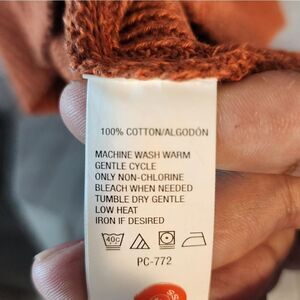 100% COTTON/ALGODÓN
MACHINE WASH WARM
GENTLE CYCLE
ONLY NON-CHLORINE
BLEACH WHEN NEEDED
TUMBLE DRY GENTLE
LOW HEAT
IRON IF DESIRED
40C
PC-772